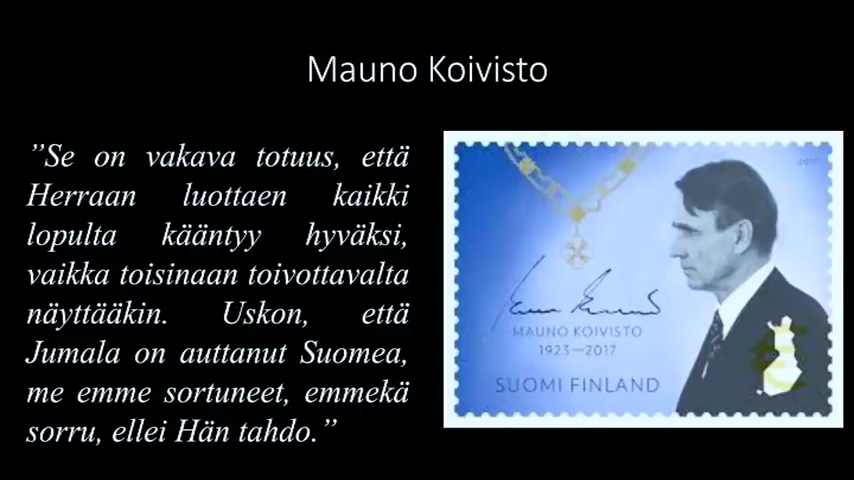 Mauno Koivisto
”Se on vakava totuus, että
Herraan luottaen kaikki
lopulta kääntyy hyväksi,
vaikka toisinaan toivottavalta
näyttääkin. Uskon, että
Jumala on auttanut Suomea,
me emme sortuneet, emmekä
sorru, ellei Hän tahdo.”
2017
MAUNO KOIVISTO
1923—2017
SUOMI FINLAND